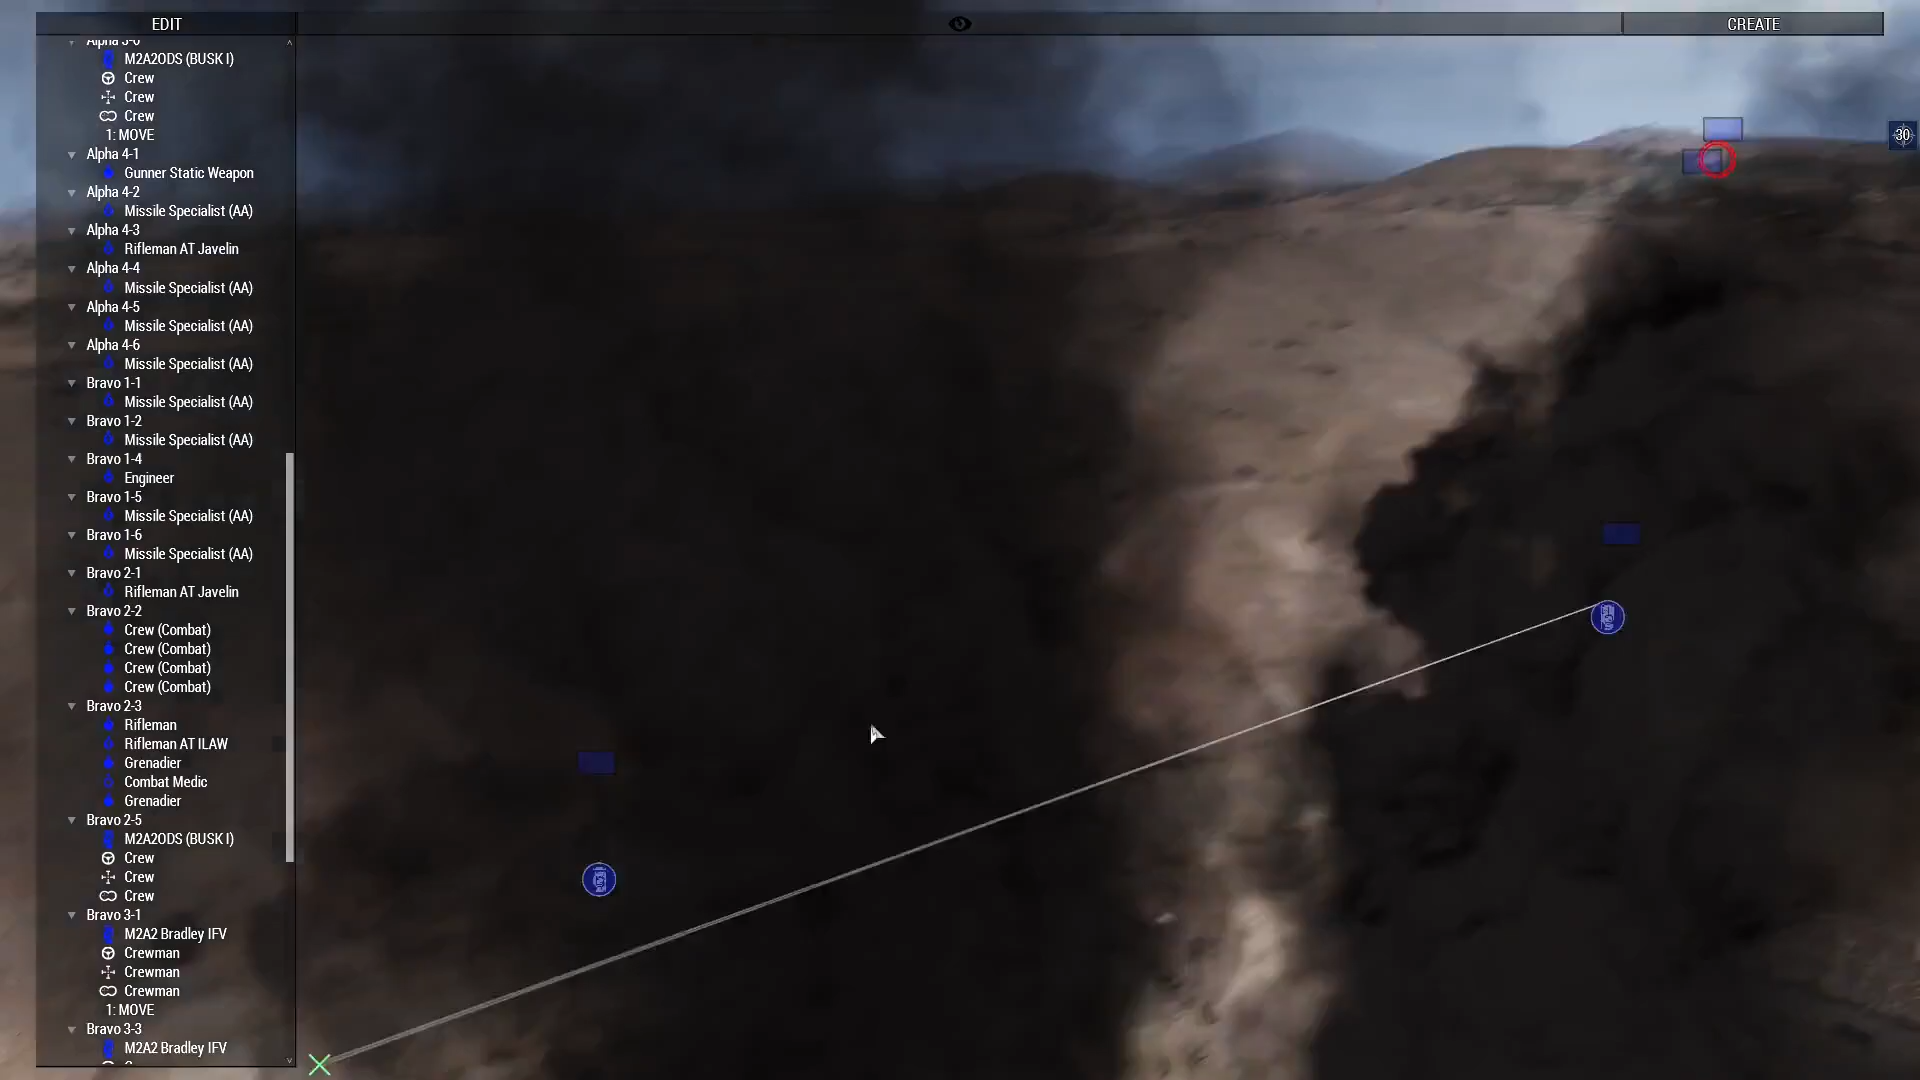 EDIT
CREATE
M2A2ODS (BUSK I)
Crew
Crew
Crew
1: MOVE
Alpha 4-1
Gunner Static Weapon
Alpha 4-2
Missile Specialist (AA)
Alpha 4-3
Rifleman AT Javelin
Alpha 4-4
Missile Specialist (AA)
Alpha 4-5
Missile Specialist (AA)
Alpha 4-6
Missile Specialist (AA)
Bravo 1-1
Missile Specialist (AA)
Bravo 1-2
Missile Specialist (AA)
Bravo 1-4
Engineer
Bravo 1-5
Missile Specialist (AA)
Bravo 1-6
Missile Specialist (AA)
Bravo 2-1
Rifleman AT Javelin
Bravo 2-2
Crew (Combat)
Crew (Combat)
Crew (Combat)
Crew (Combat)
Bravo 2-3
Rifleman
Rifleman AT ILAW
Grenadier
Combat Medic
Grenadier
Bravo 2-5
M2A2ODS (BUSK I)
Crew
Crew
Crew
Bravo 3-1
M2A2 Bradley IFV
Crewman
Crewman
Crewman
1: MOVE
Bravo 3-3
M2A2 Bradley IFV
30